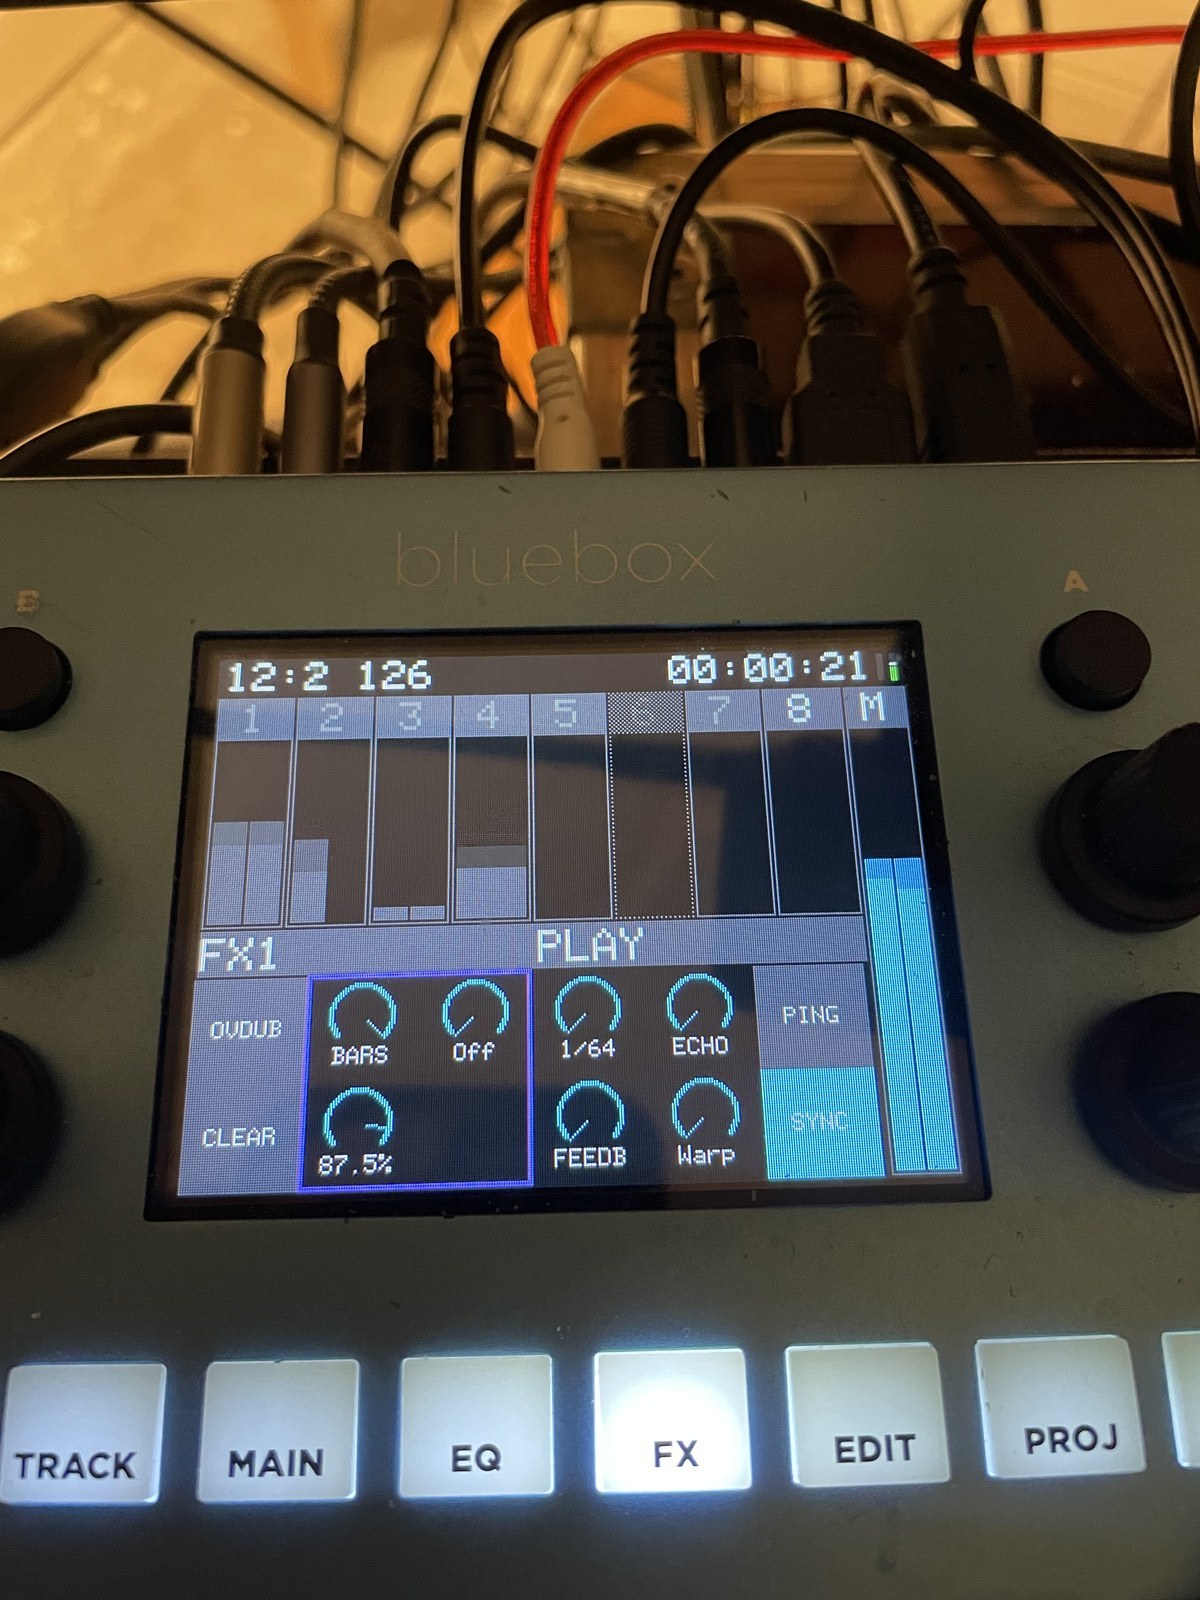 bluebox
B
A
12:2 126 00:00:21
1 2 3 4 5 6 7 8 M
FX1 PLAY
OVDUB BARS Off 1/64 ECHO PING
CLEAR 87.5% FEEDB Warp SYNC
TRACK MAIN EQ FX EDIT PROJ